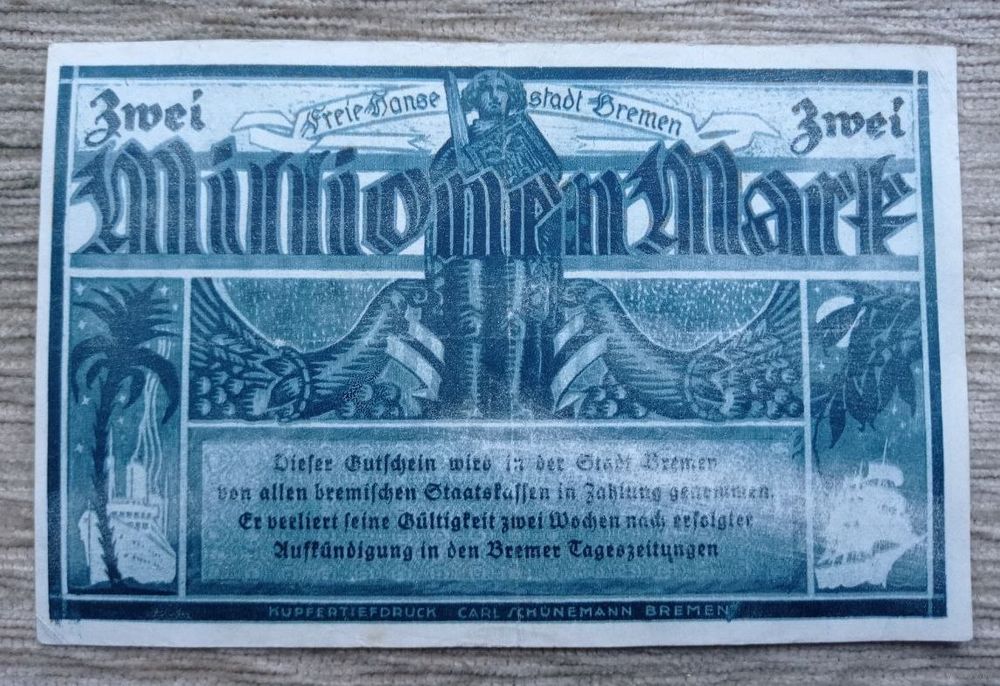 Zwei Freie Hansestadt Bremen Zwei
Millionen Mark
Dieser Gutschein wird in der Stadt Bremen
von allen bremischen Staatskassen in Zahlung genommen.
Er verliert seine Gültigkeit zwei Wochen nach erfolgter
Aufkündigung in den Bremer Tageszeitungen
KUPFERTIEFDRUCK CARL SCHÜNEMANN BREMEN